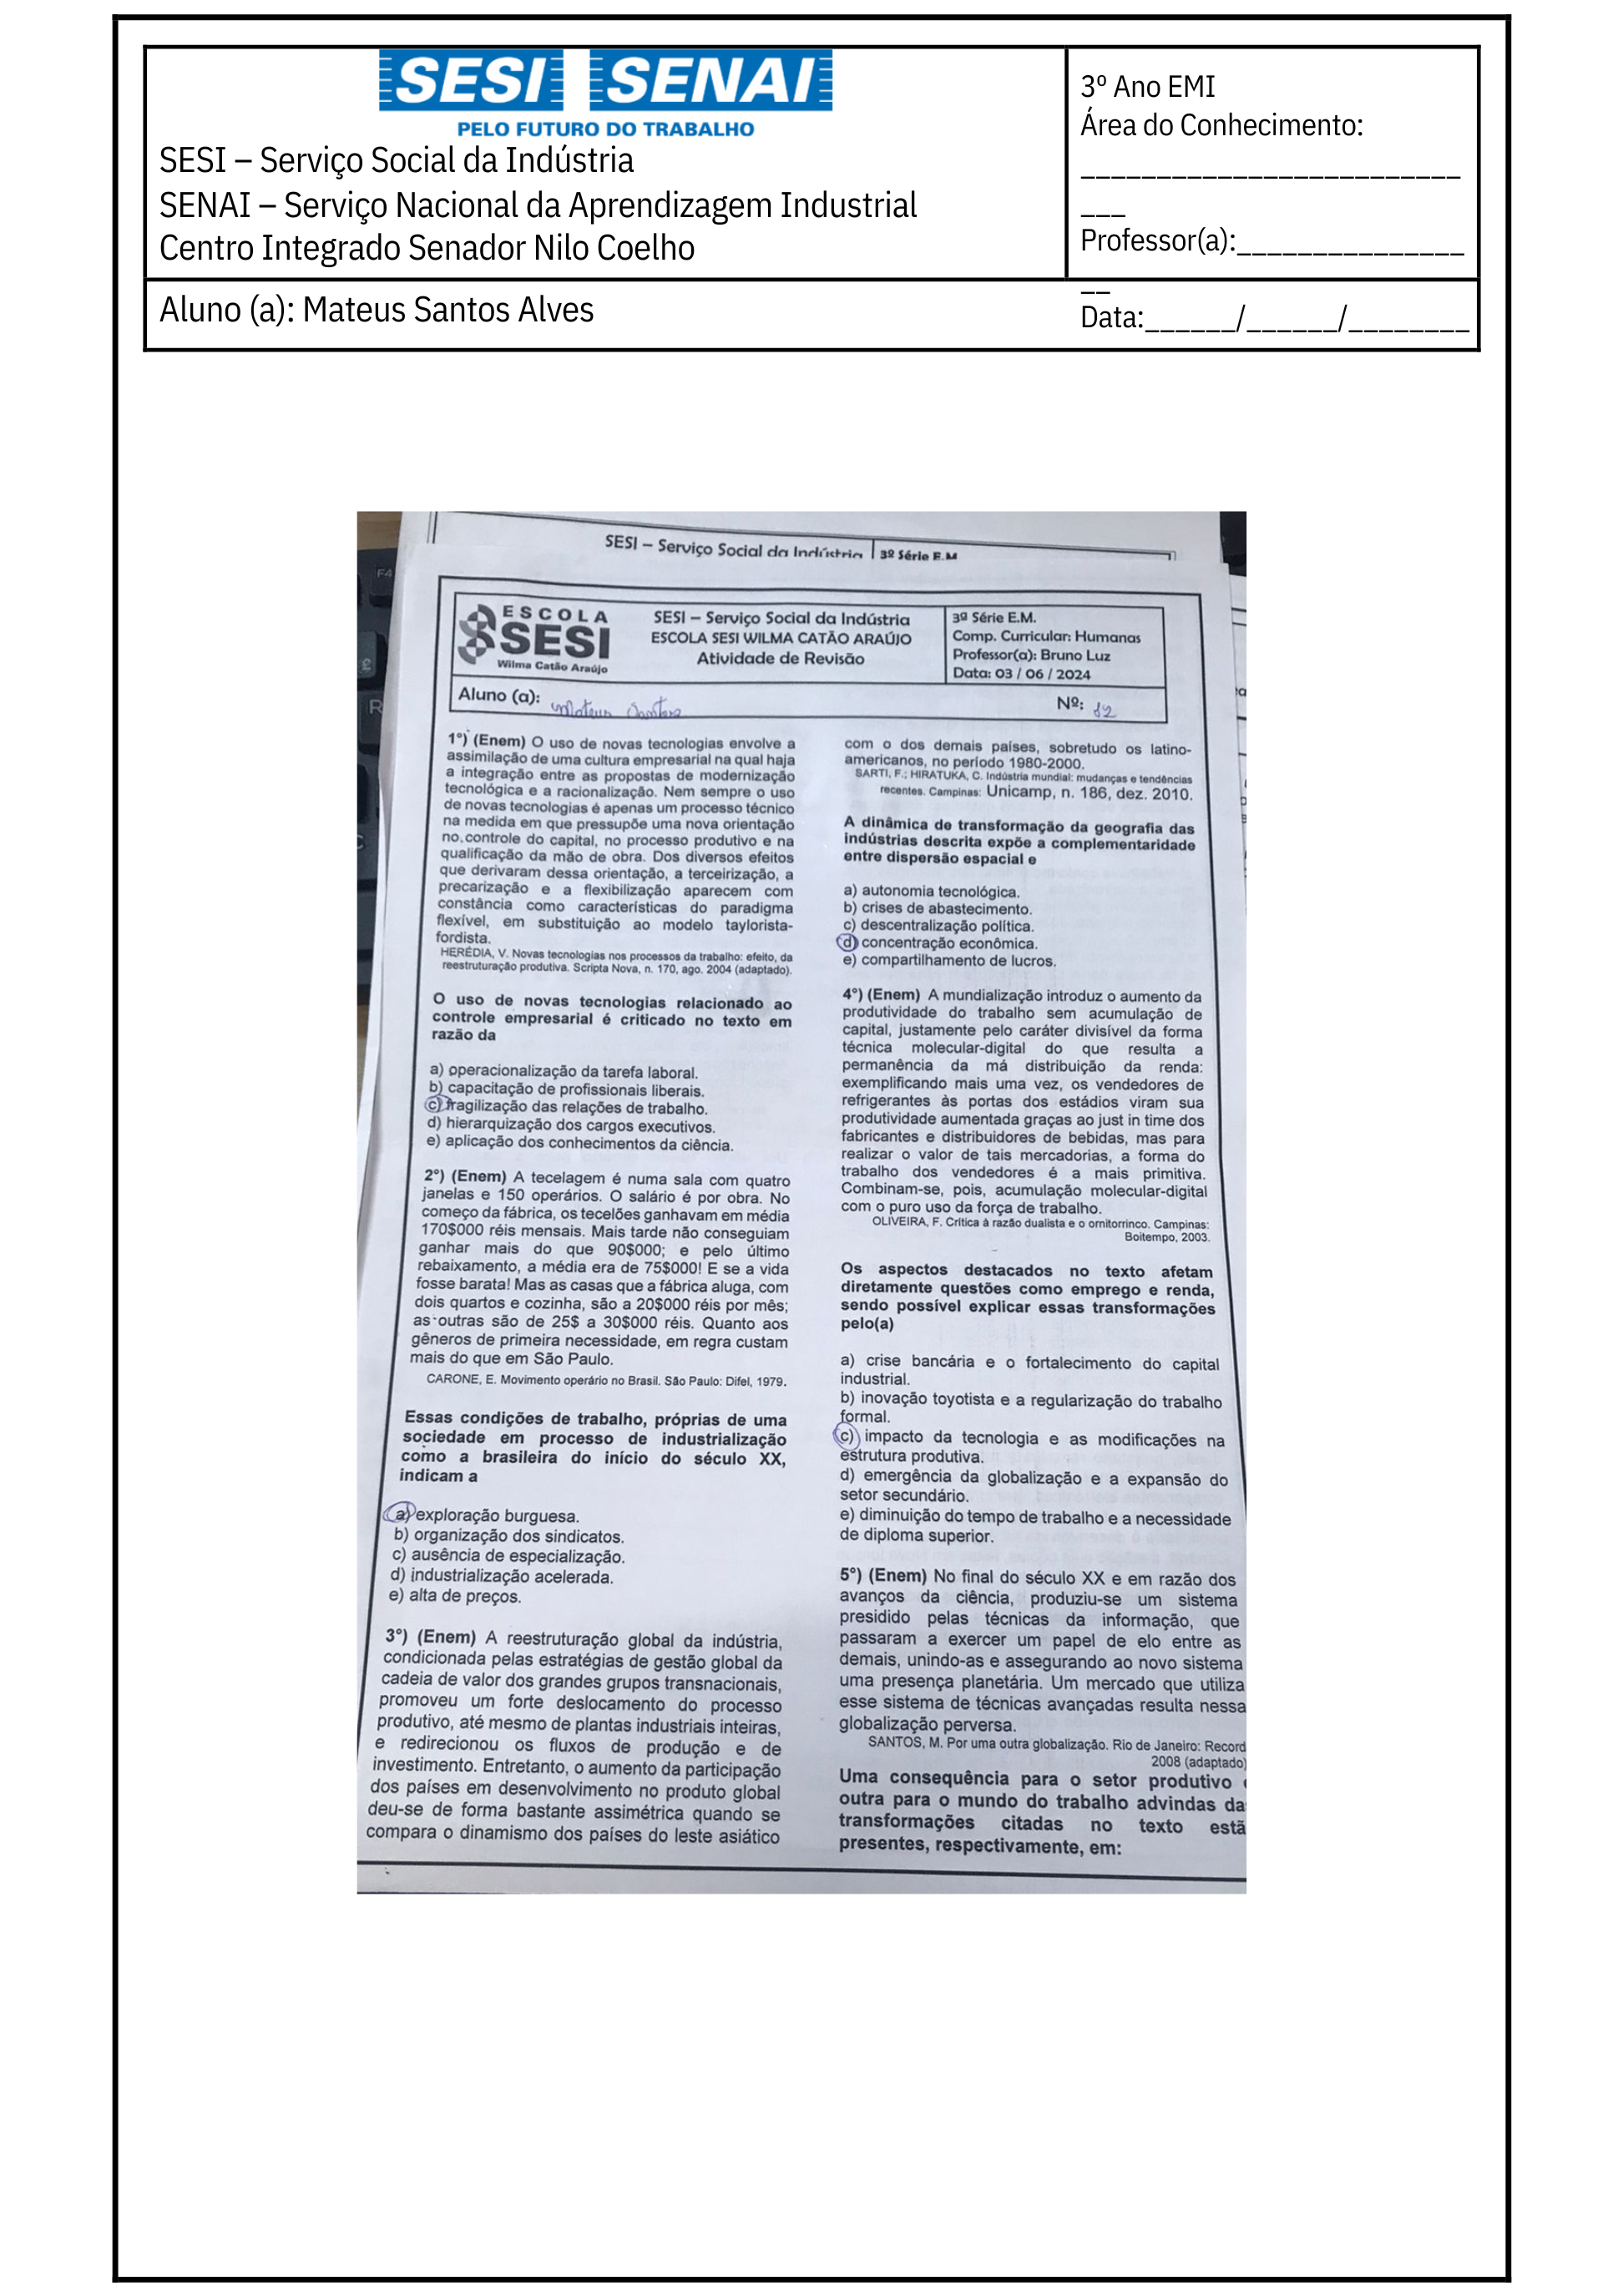 SESI SENAI
PELO FUTURO DO TRABALHO
SESI – Serviço Social da Indústria
SENAI – Serviço Nacional da Aprendizagem Industrial
Centro Integrado Senador Nilo Coelho
3º Ano EMI
Área do Conhecimento:
_________________________
___
Professor(a):_______________
__
Data:______/______/________
Aluno (a): Mateus Santos Alves
SESI – Serviço Social da Indústria 3º Série E.M
ESCOLA
SESI
Wilma Catão Araújo
SESI – Serviço Social da Indústria
ESCOLA SESI WILMA CATÃO ARAÚJO
Atividade de Revisão
3ª Série E.M.
Comp. Curricular: Humanas
Professor(a): Bruno Luz
Data: 03 / 06 / 2024
Aluno (a): Mateus Santos
Nº: 12
1°) (Enem) O uso de novas tecnologias envolve a
assimilação de uma cultura empresarial na qual haja
a integração entre as propostas de modernização
tecnológica e a racionalização. Nem sempre o uso
de novas tecnologias é apenas um processo técnico
na medida em que pressupõe uma nova orientação
no controle do capital, no processo produtivo e na
qualificação da mão de obra. Dos diversos efeitos
que derivaram dessa orientação, a terceirização, a
precarização e a flexibilização aparecem com
constância como características do paradigma
flexível, em substituição ao modelo taylorista-
fordista.
HERÉDIA, V. Novas tecnologias nos processos da trabalho: efeito, da
reestruturação produtiva. Scripta Nova, n. 170, ago. 2004 (adaptado).
O uso de novas tecnologias relacionado ao
controle empresarial é criticado no texto em
razão da
a) operacionalização da tarefa laboral.
b) capacitação de profissionais liberais.
c) fragilização das relações de trabalho.
d) hierarquização dos cargos executivos.
e) aplicação dos conhecimentos da ciência.
2°) (Enem) A tecelagem é numa sala com quatro
janelas e 150 operários. O salário é por obra. No
começo da fábrica, os tecelões ganhavam em média
170$000 réis mensais. Mais tarde não conseguiam
ganhar mais do que 90$000; e pelo último
rebaixamento, a média era de 75$000! E se a vida
fosse barata! Mas as casas que a fábrica aluga, com
dois quartos e cozinha, são a 20$000 réis por mês;
as outras são de 25$ a 30$000 réis. Quanto aos
gêneros de primeira necessidade, em regra custam
mais do que em São Paulo.
CARONE, E. Movimento operário no Brasil. São Paulo: Difel, 1979.
Essas condições de trabalho, próprias de uma
sociedade em processo de industrialização
como a brasileira do início do século XX,
indicam a
a) exploração burguesa.
b) organização dos sindicatos.
c) ausência de especialização.
d) industrialização acelerada.
e) alta de preços.
3°) (Enem) A reestruturação global da indústria,
condicionada pelas estratégias de gestão global da
cadeia de valor dos grandes grupos transnacionais,
promoveu um forte deslocamento do processo
produtivo, até mesmo de plantas industriais inteiras,
e redirecionou os fluxos de produção e de
investimento. Entretanto, o aumento da participação
dos países em desenvolvimento no produto global
deu-se de forma bastante assimétrica quando se
compara o dinamismo dos países do leste asiático
com o dos demais países, sobretudo os latino-
americanos, no período 1980-2000.
SARTI, F.; HIRATUKA, C. Indústria mundial: mudanças e tendências
recentes. Campinas: Unicamp, n. 186, dez. 2010.
A dinâmica de transformação da geografia das
indústrias descrita expõe a complementaridade
entre dispersão espacial e
a) autonomia tecnológica.
b) crises de abastecimento.
c) descentralização política.
d) concentração econômica.
e) compartilhamento de lucros.
4°) (Enem) A mundialização introduz o aumento da
produtividade do trabalho sem acumulação de
capital, justamente pelo caráter divisível da forma
técnica molecular-digital do que resulta a
permanência da má distribuição da renda:
exemplificando mais uma vez, os vendedores de
refrigerantes às portas dos estádios viram sua
produtividade aumentada graças ao just in time dos
fabricantes e distribuidores de bebidas, mas para
realizar o valor de tais mercadorias, a forma do
trabalho dos vendedores é a mais primitiva.
Combinam-se, pois, acumulação molecular-digital
com o puro uso da força de trabalho.
OLIVEIRA, F. Crítica à razão dualista e o ornitorrinco. Campinas:
Boitempo, 2003.
Os aspectos destacados no texto afetam
diretamente questões como emprego e renda,
sendo possível explicar essas transformações
pelo(a)
a) crise bancária e o fortalecimento do capital
industrial.
b) inovação toyotista e a regularização do trabalho
formal.
c) impacto da tecnologia e as modificações na
estrutura produtiva.
d) emergência da globalização e a expansão do
setor secundário.
e) diminuição do tempo de trabalho e a necessidade
de diploma superior.
5°) (Enem) No final do século XX e em razão dos
avanços da ciência, produziu-se um sistema
presidido pelas técnicas da informação, que
passaram a exercer um papel de elo entre as
demais, unindo-as e assegurando ao novo sistema
uma presença planetária. Um mercado que utiliza
esse sistema de técnicas avançadas resulta nessa
globalização perversa.
SANTOS, M. Por uma outra globalização. Rio de Janeiro: Record
2008 (adaptado)
Uma consequência para o setor produtivo
outra para o mundo do trabalho advindas da
transformações citadas no texto estã
presentes, respectivamente, em: